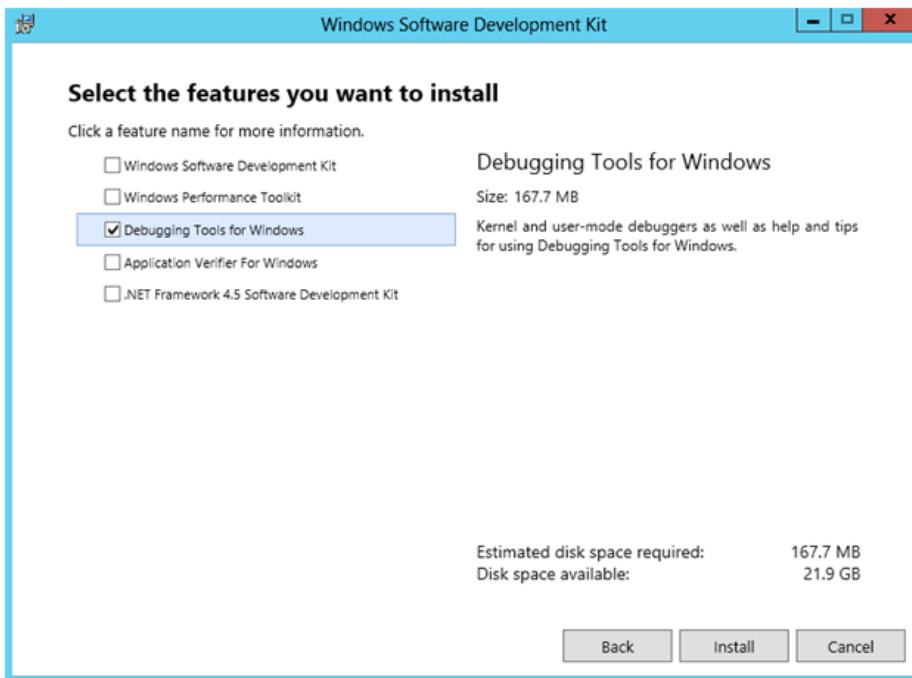 Windows Software Development Kit
Select the features you want to install
Click a feature name for more information.
Windows Software Development Kit
Windows Performance Toolkit
Debugging Tools for Windows
Application Verifier For Windows
.NET Framework 4.5 Software Development Kit
Debugging Tools for Windows
Size: 167.7 MB
Kernel and user-mode debuggers as well as help and tips
for using Debugging Tools for Windows.
Estimated disk space required: 167.7 MB
Disk space available: 21.9 GB
Back Install Cancel